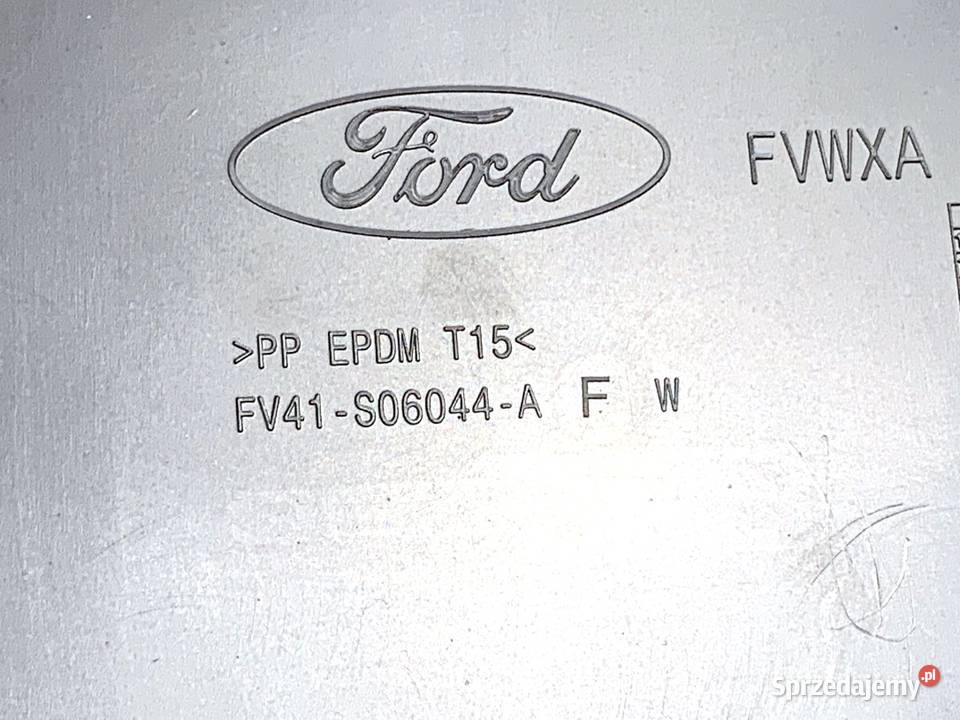 Ford
FVWXA
>PP EPDM T15<
FV41-S06044-A F W
Sprzedajemy.pl